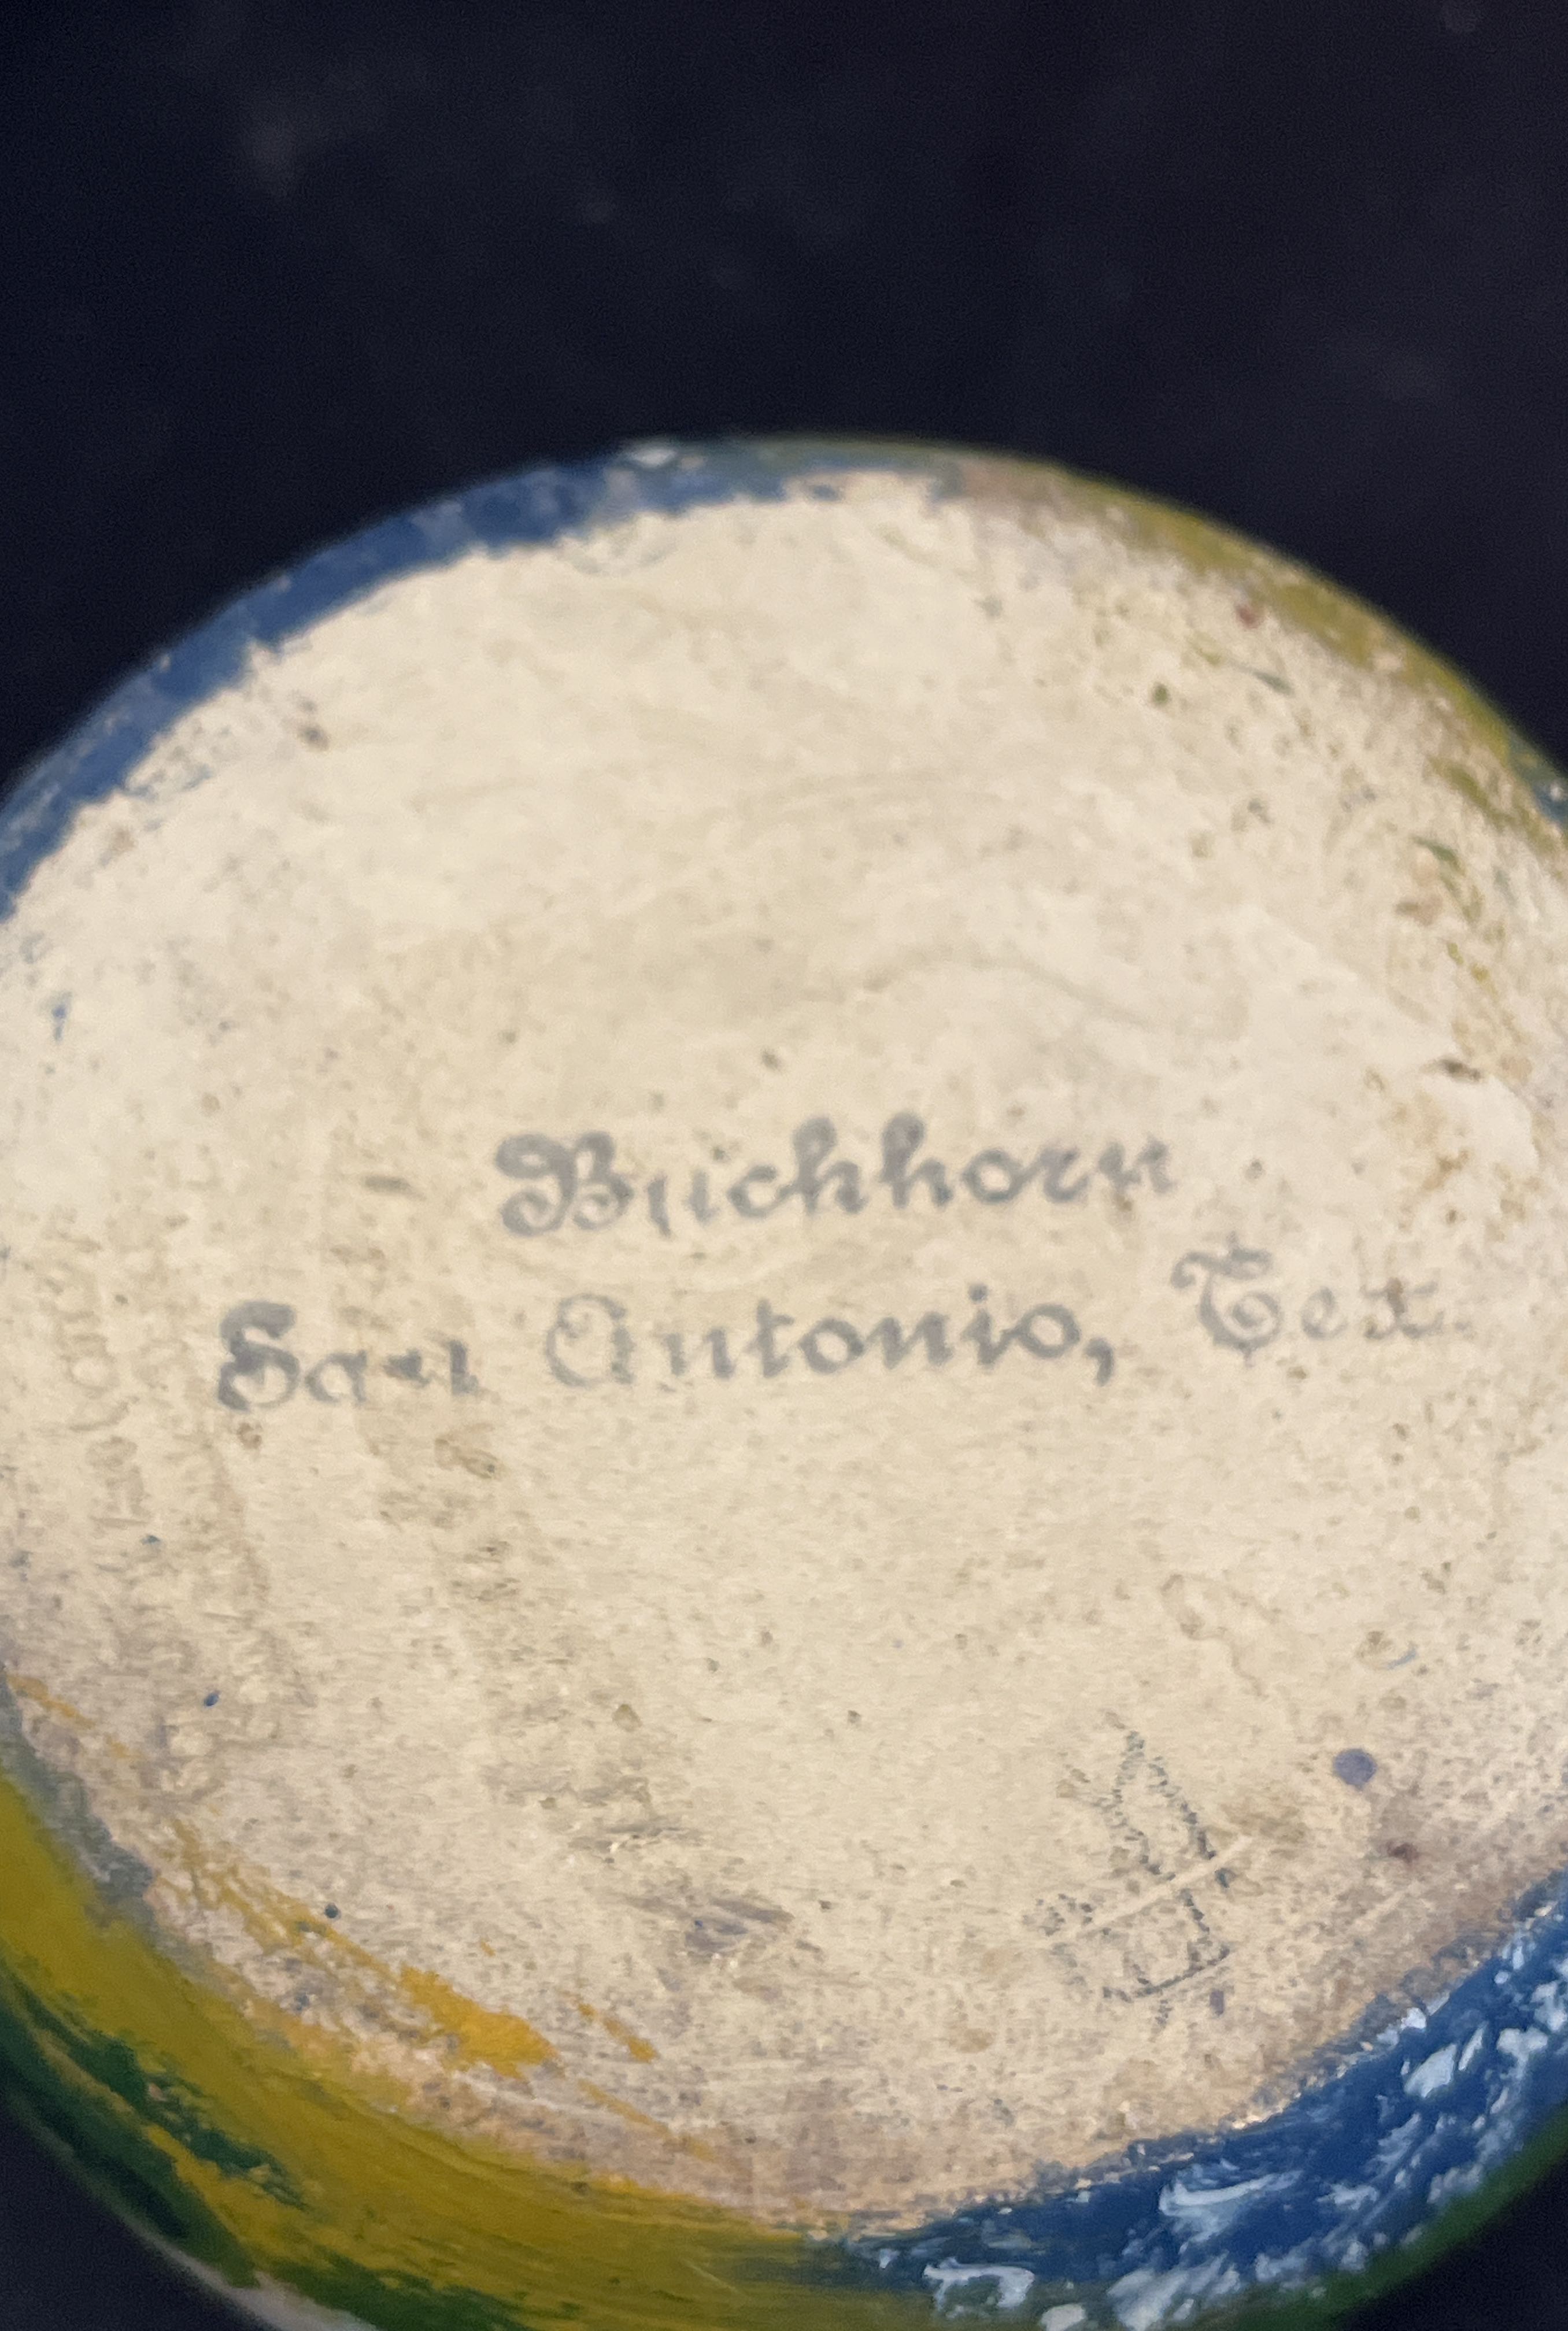 Buckhorn
San Antonio, Tex.